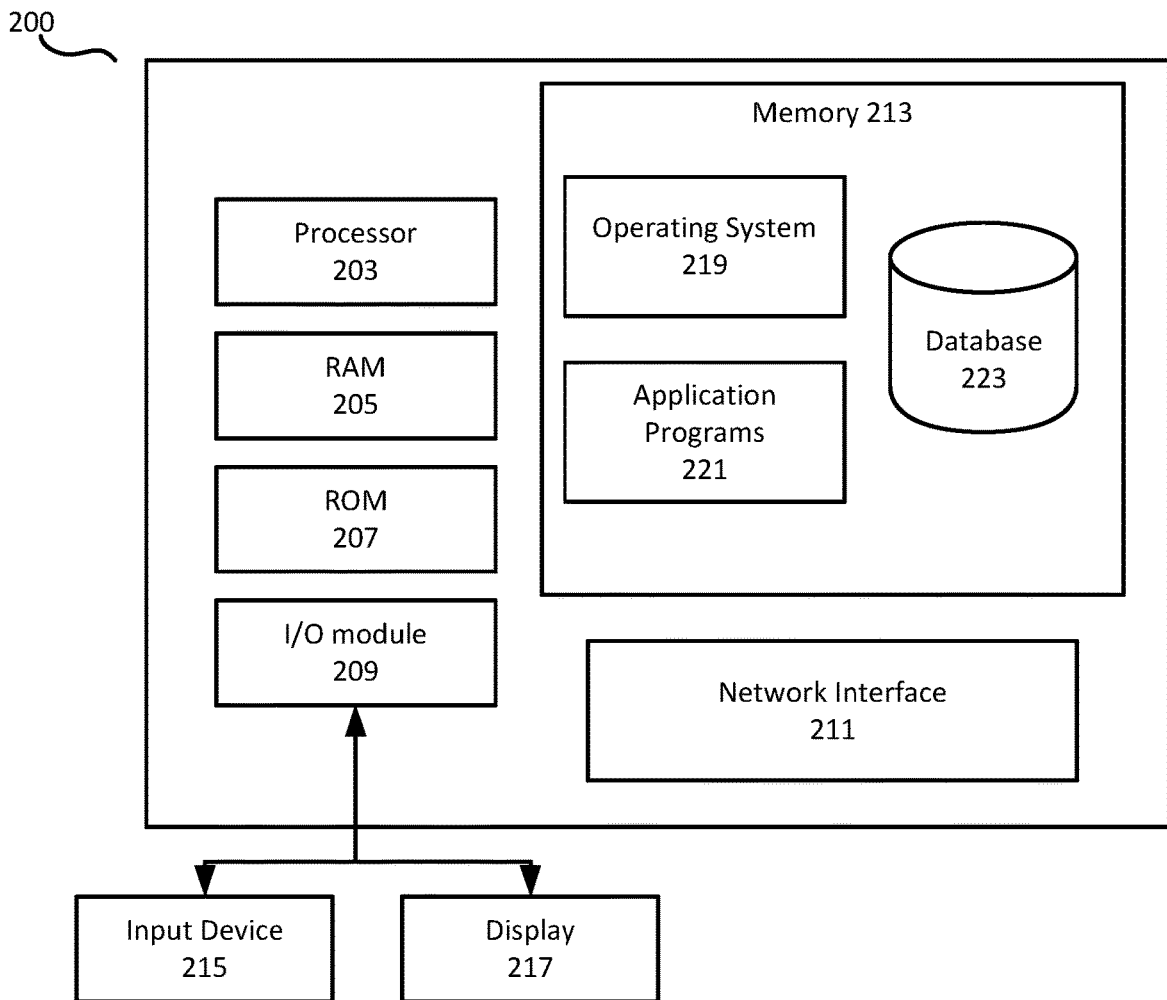 200
Memory 213
Processor
203
Operating System
219
RAM
205
Database
223
Application
Programs
221
ROM
207
I/O module
209
Network Interface
211
Input Device
215
Display
217